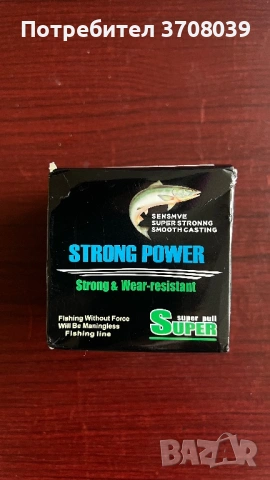 Потребител 3708039
SENSMVE
SUPER STRONNG
SMOOTH CASTING
STRONG POWER
Strong & Wear-resistant
Fishing Without Force
Will Be Maningless
Fishing line
super pull
SUPER
BAZAR